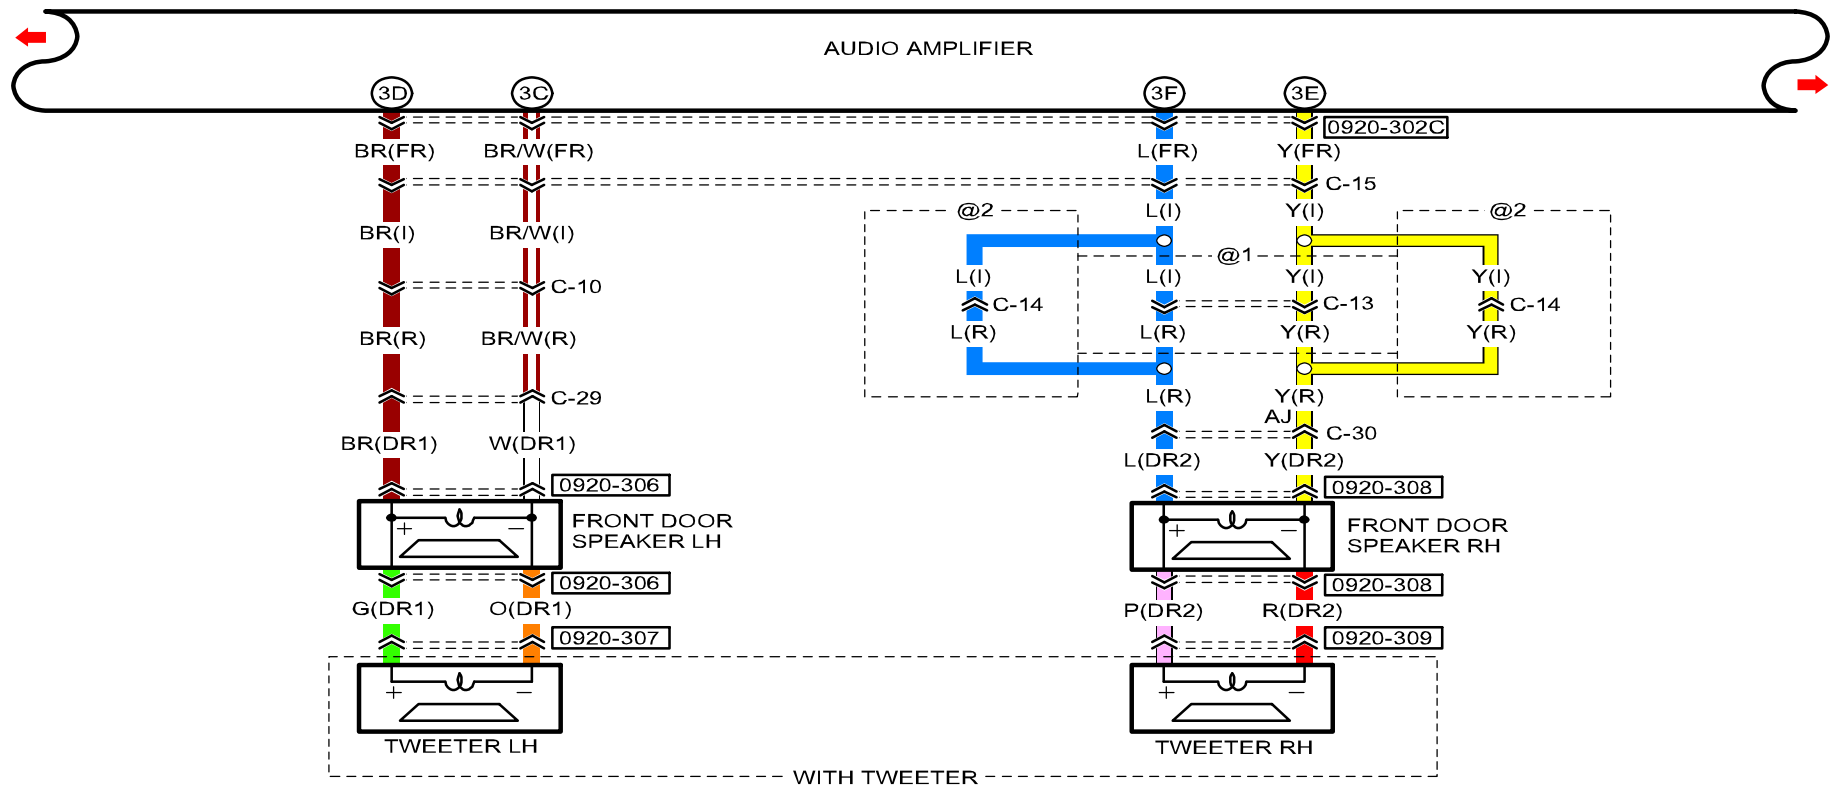 AUDIO AMPLIFIER
3D 3C 3F 3E
0920-302C
BR(FR) BR/W(FR) L(FR) Y(FR)
C-15
@2 L(I) Y(I) @2
BR(I) BR/W(I)
@1
L(I) L(I) Y(I) Y(I)
C-10
C-14 C-13 C-14
L(R) L(R) Y(R) Y(R)
BR(R) BR/W(R)
C-29 L(R) Y(R)
AJ
C-30
BR(DR1) W(DR1)
L(DR2) Y(DR2)
0920-306 0920-308
FRONT DOOR
SPEAKER LH
FRONT DOOR
SPEAKER RH
+ − + −
0920-306 0920-308
G(DR1) O(DR1) P(DR2) R(DR2)
0920-307 0920-309
+ − + −
TWEETER LH TWEETER RH
WITH TWEETER